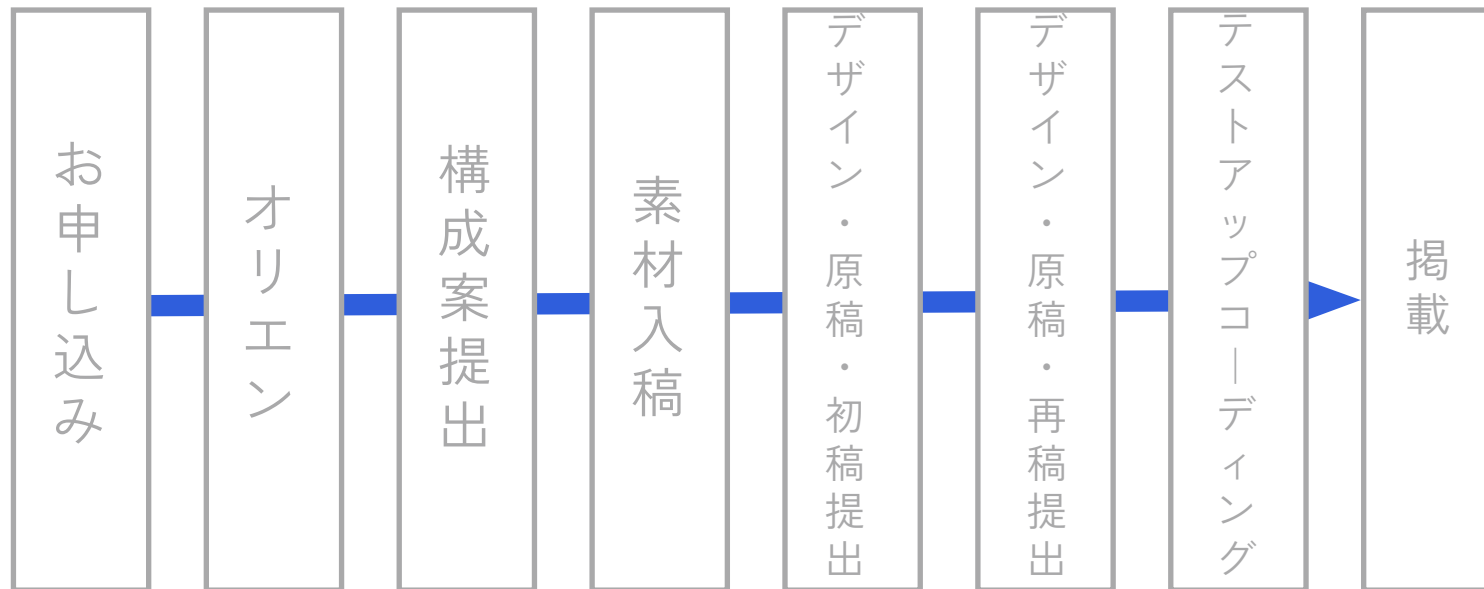 お申し込み
オリエン
構成案提出
素材入稿
デザイン・原稿・初稿提出
デザイン・原稿・再稿提出
テストアップコーディング
掲載